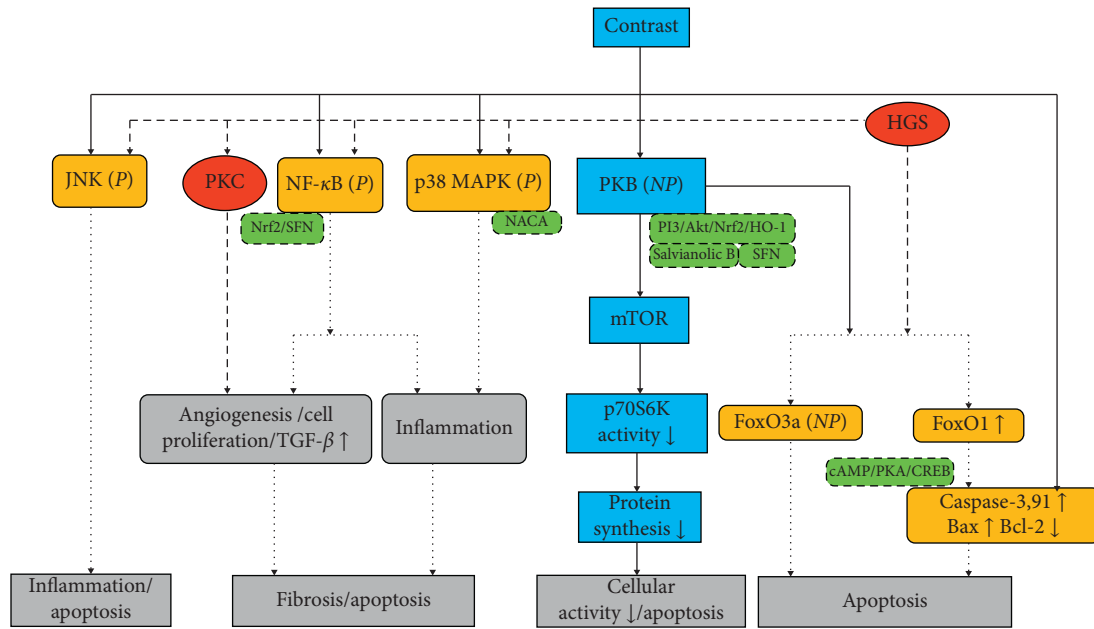 Contrast
HGS
JNK (P)
PKC
NF-κB (P)
p38 MAPK (P)
PKB (NP)
Nrf2/SFN
NACA
PI3/Akt/Nrf2/HO-1
Salvianolic B
SFN
mTOR
Angiogenesis /cell
proliferation/TGF-β ↑
Inflammation
p70S6K
activity ↓
FoxO3a (NP)
FoxO1 ↑
cAMP/PKA/CREB
Caspase-3,91 ↑
Bax ↑ Bcl-2 ↓
Protein
synthesis ↓
Inflammation/
apoptosis
Fibrosis/apoptosis
Cellular
activity ↓/apoptosis
Apoptosis